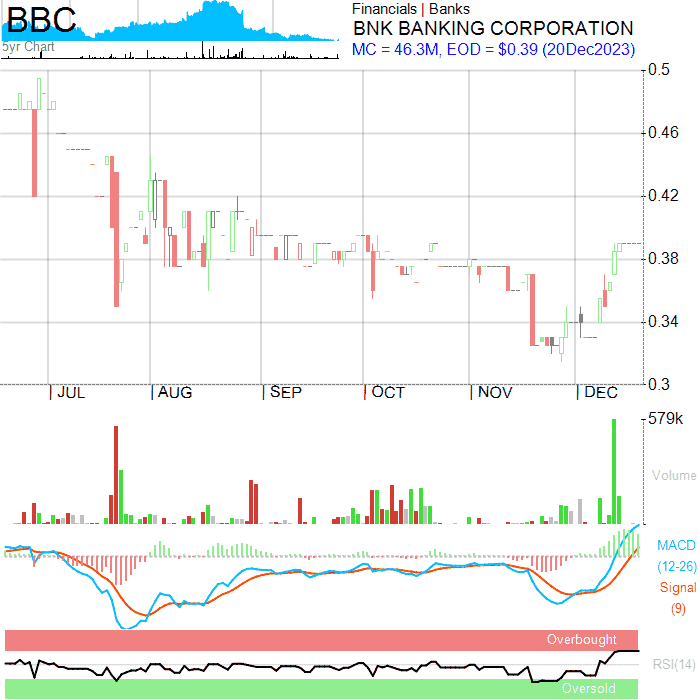 BBC
5yr Chart
Financials | Banks
BNK BANKING CORPORATION
MC = 46.3M, EOD = $0.39 (20Dec2023)
0.5
0.46
0.42
0.38
0.34
0.3
JUL AUG SEP OCT NOV DEC
579k
Volume
MACD
(12-26)
Signal
(9)
Overbought
RSI(14)
Oversold